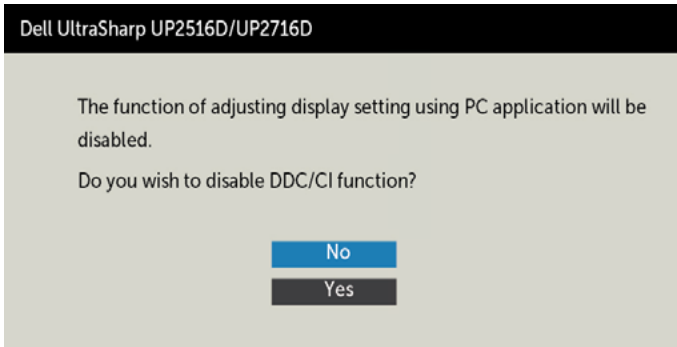 Dell UltraSharp UP2516D/UP2716D
The function of adjusting display setting using PC application will be
disabled.
Do you wish to disable DDC/CI function?
No
Yes